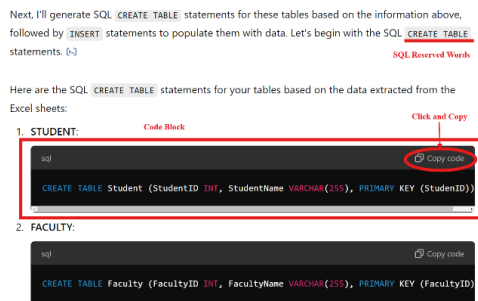 Next, I'll generate SQL CREATE TABLE statements for these tables based on the information above,
followed by INSERT statements to populate them with data. Let's begin with the SQL CREATE TABLE
statements. [>-]
SQL Reserved Words
Here are the SQL CREATE TABLE statements for your tables based on the data extracted from the
Excel sheets:
Click and Copy
1. STUDENT:
Code Block
sql
Copy code
CREATE TABLE Student (StudentID INT, StudentName VARCHAR(255), PRIMARY KEY (StudenID))
2. FACULTY:
sql
Copy code
CREATE TABLE Faculty (FacultyID INT, FacultyName VARCHAR(255), PRIMARY KEY (FacultyID)